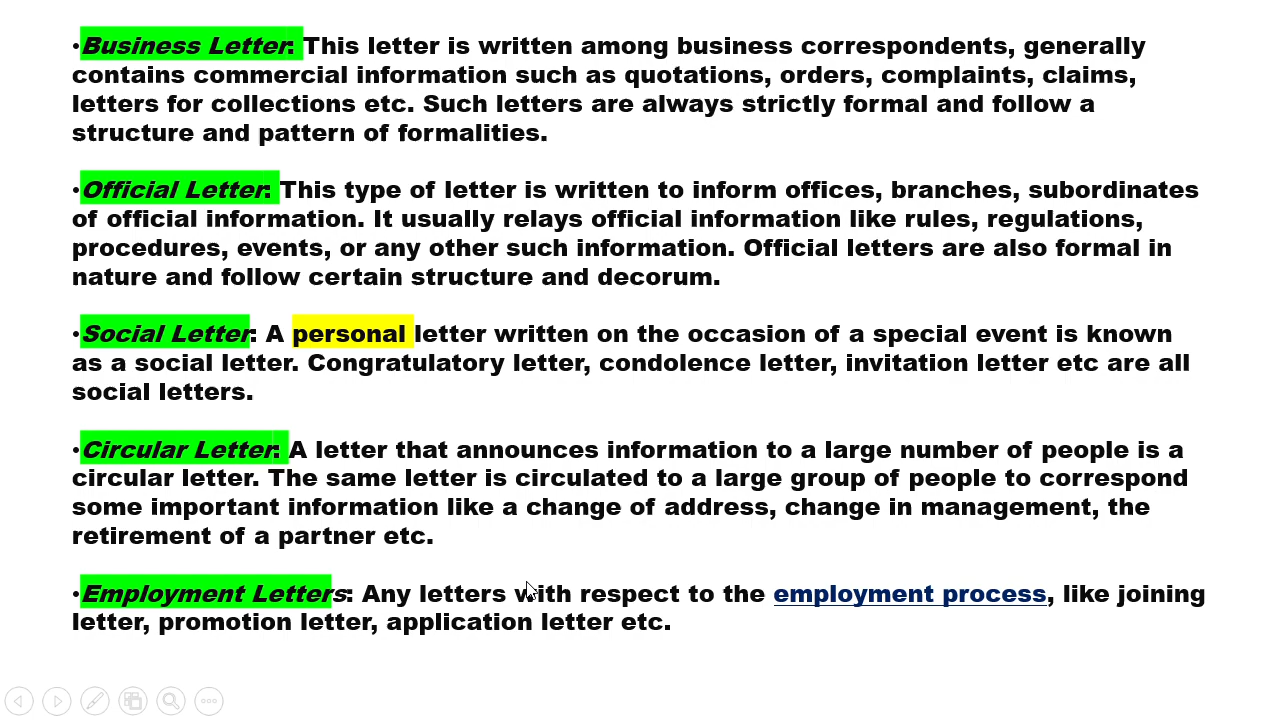 •Business Letter: This letter is written among business correspondents, generally
contains commercial information such as quotations, orders, complaints, claims,
letters for collections etc. Such letters are always strictly formal and follow a
structure and pattern of formalities.
•Official Letter: This type of letter is written to inform offices, branches, subordinates
of official information. It usually relays official information like rules, regulations,
procedures, events, or any other such information. Official letters are also formal in
nature and follow certain structure and decorum.
•Social Letter: A personal letter written on the occasion of a special event is known
as a social letter. Congratulatory letter, condolence letter, invitation letter etc are all
social letters.
•Circular Letter: A letter that announces information to a large number of people is a
circular letter. The same letter is circulated to a large group of people to correspond
some important information like a change of address, change in management, the
retirement of a partner etc.
•Employment Letters: Any letters with respect to the employment process, like joining
letter, promotion letter, application letter etc.